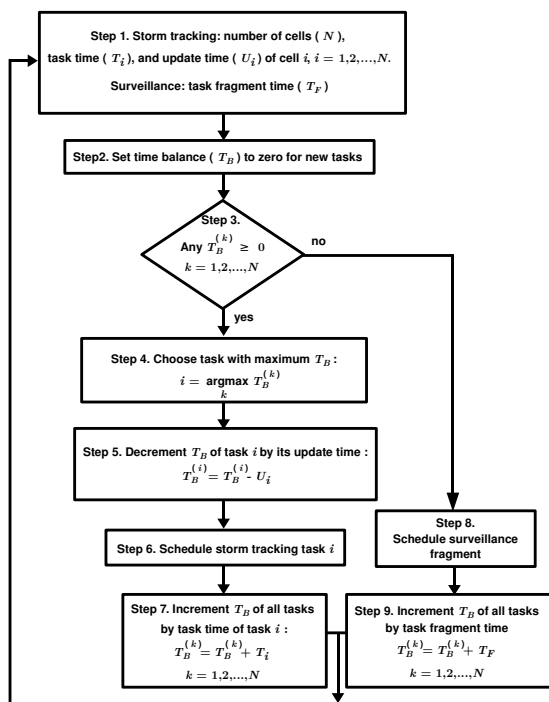 Step 1. Storm tracking: number of cells ( N ),
task time ( T_i ), and update time ( U_i ) of cell i, i = 1,2,...,N.
Surveillance: task fragment time ( T_F )
Step2. Set time balance ( T_B ) to zero for new tasks
Step 3.
Any T_B^(k) ≥ 0
k = 1,2,...,N
no
yes
Step 4. Choose task with maximum T_B :
i = argmax T_B^(k)
k
Step 5. Decrement T_B of task i by its update time :
T_B^(i) = T_B^(i) - U_i
Step 6. Schedule storm tracking task i
Step 7. Increment T_B of all tasks
by task time of task i :
T_B^(k) = T_B^(k) + T_i
k = 1,2,...,N
Step 8.
Schedule surveillance
fragment
Step 9. Increment T_B of all tasks
by task fragment time
T_B^(k) = T_B^(k) + T_F
k = 1,2,...,N